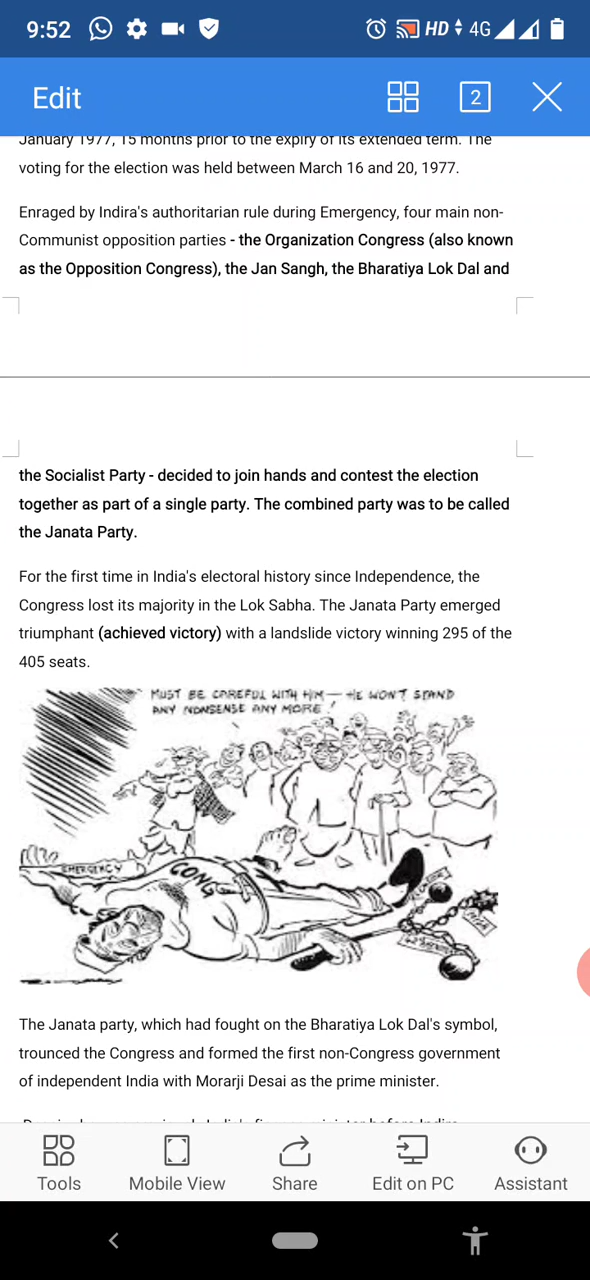 9:52
HD 4G
Edit
2
January 1977, 15 months prior to the expiry of its extended term. The
voting for the election was held between March 16 and 20, 1977.
Enraged by Indira's authoritarian rule during Emergency, four main non-
Communist opposition parties - the Organization Congress (also known
as the Opposition Congress), the Jan Sangh, the Bharatiya Lok Dal and
the Socialist Party - decided to join hands and contest the election
together as part of a single party. The combined party was to be called
the Janata Party.
For the first time in India's electoral history since Independence, the
Congress lost its majority in the Lok Sabha. The Janata Party emerged
triumphant (achieved victory) with a landslide victory winning 295 of the
405 seats.
MUST BE CAREFUL WITH HIM — HE WON'T STAND
ANY NONSENSE ANY MORE!
EMERGENCY
CONG
The Janata party, which had fought on the Bharatiya Lok Dal's symbol,
trounced the Congress and formed the first non-Congress government
of independent India with Morarji Desai as the prime minister.
Tools
Mobile View
Share
Edit on PC
Assistant